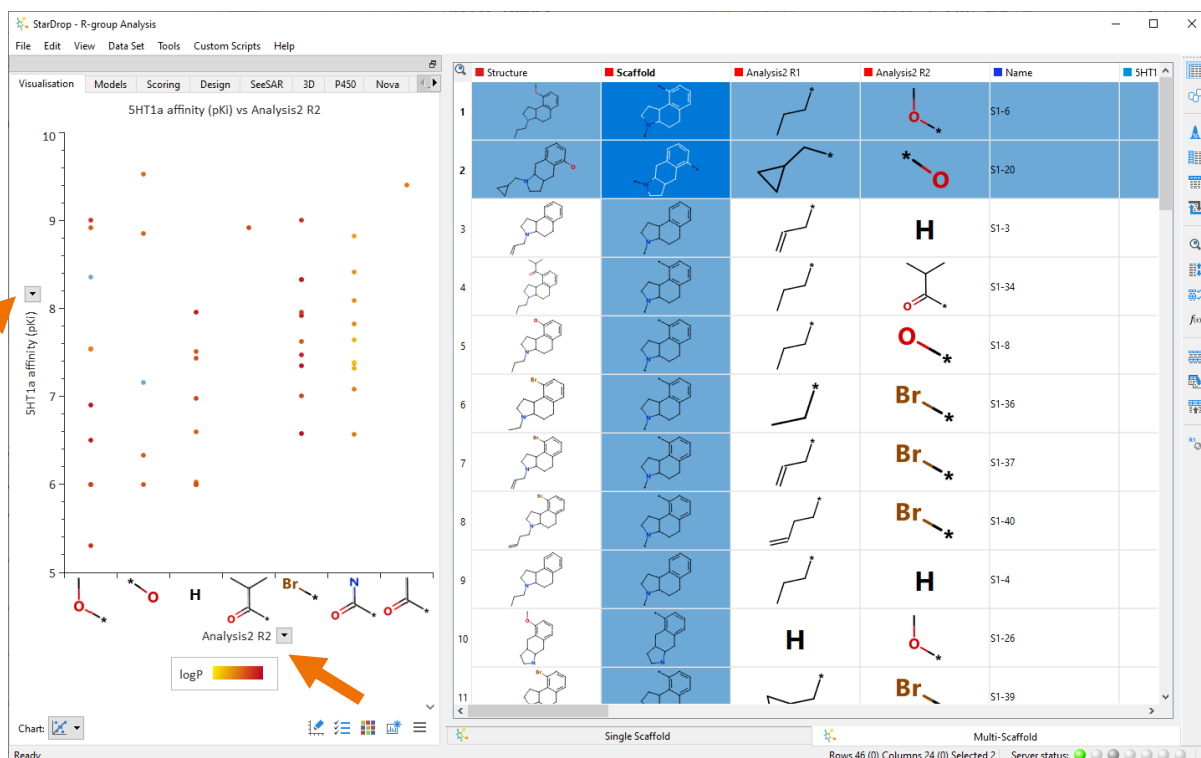 StarDrop - R-group Analysis
File Edit View Data Set Tools Custom Scripts Help
Visualisation Models Scoring Design SeeSAR 3D P450 Nova
5HT1a affinity (pKi) vs Analysis2 R2
10
9
8
7
6
5
5HT1a affinity (pKi)
O * * O H O * Br * N O * O *
Analysis2 R2
logP
Chart:
Structure Scaffold Analysis2 R1 Analysis2 R2 Name 5HT1
1 N N * O * S1-6
2 N O N * * O S1-20
3 N N * H S1-3
4 O N N * O * S1-34
5 O N N * O * S1-8
6 Br N N * Br * S1-36
7 Br N N * Br * S1-37
8 Br N N * Br * S1-40
9 N N * H S1-4
10 O N N H O * S1-26
11 Br * Br * S1-39
Single Scaffold Multi-Scaffold
Ready Rows 46 (0) Columns 24 (0) Selected 2 Server status: